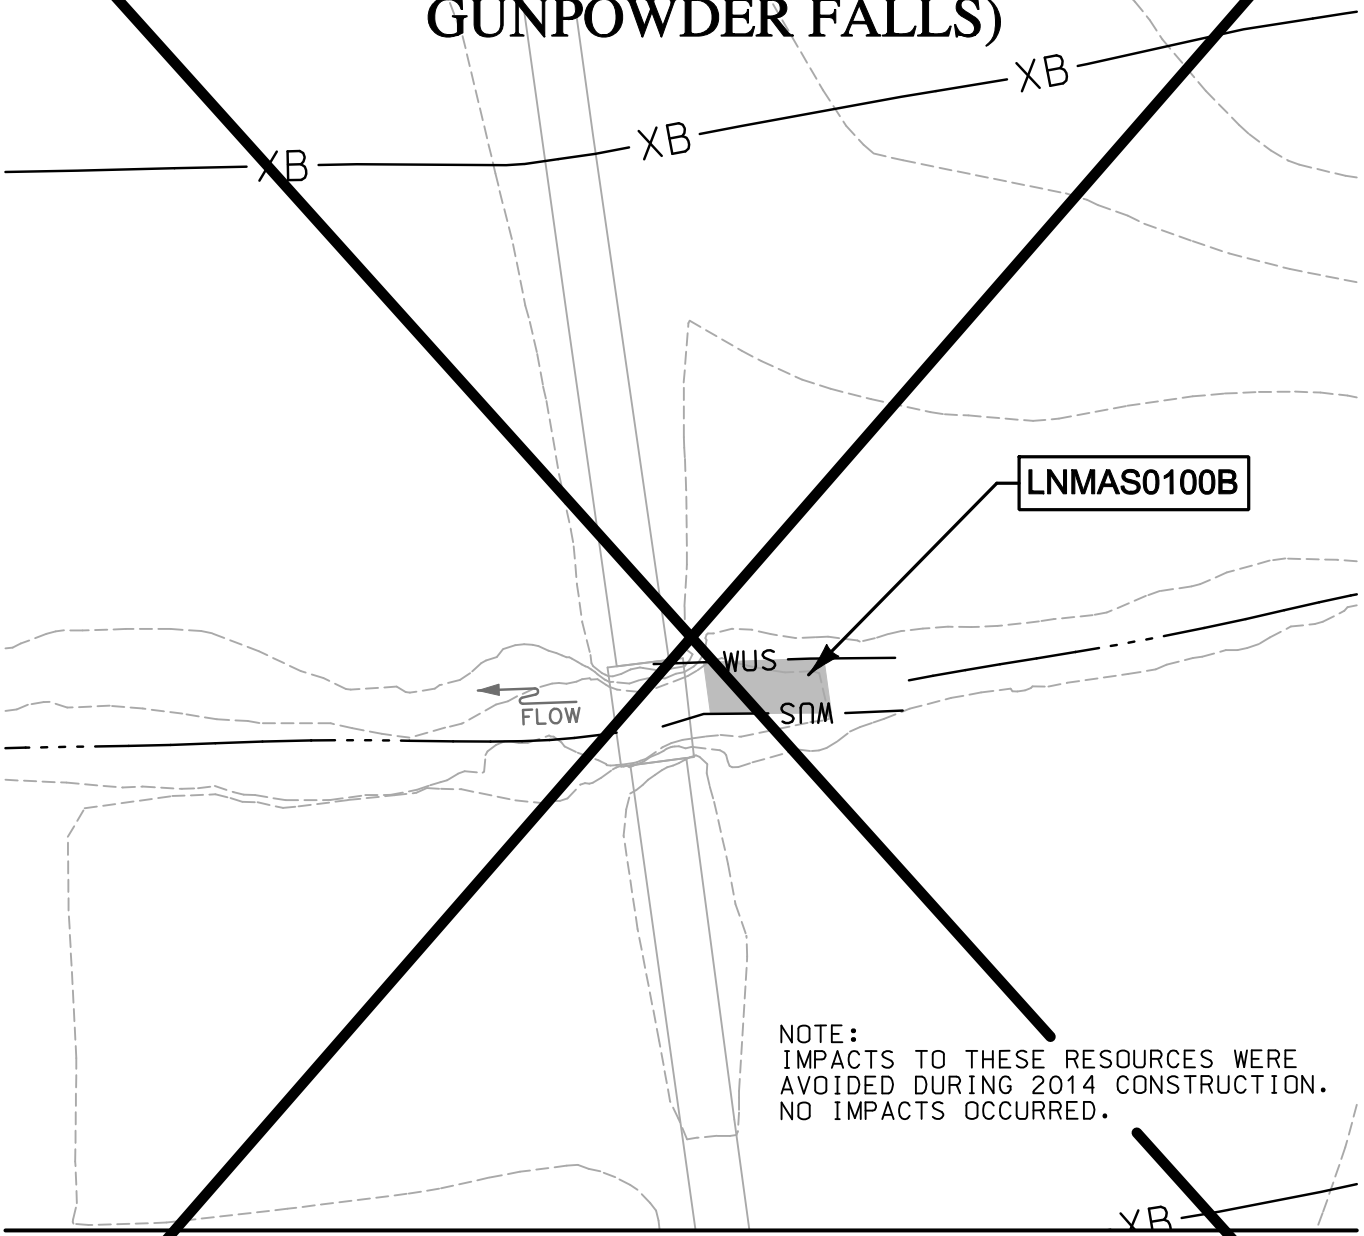 GUNPOWDER FALLS)
XB
XB
XB
LNMAS0100B
WUS
FLOW
WUS
NOTE:
IMPACTS TO THESE RESOURCES WERE
AVOIDED DURING 2014 CONSTRUCTION.
NO IMPACTS OCCURRED.
XB